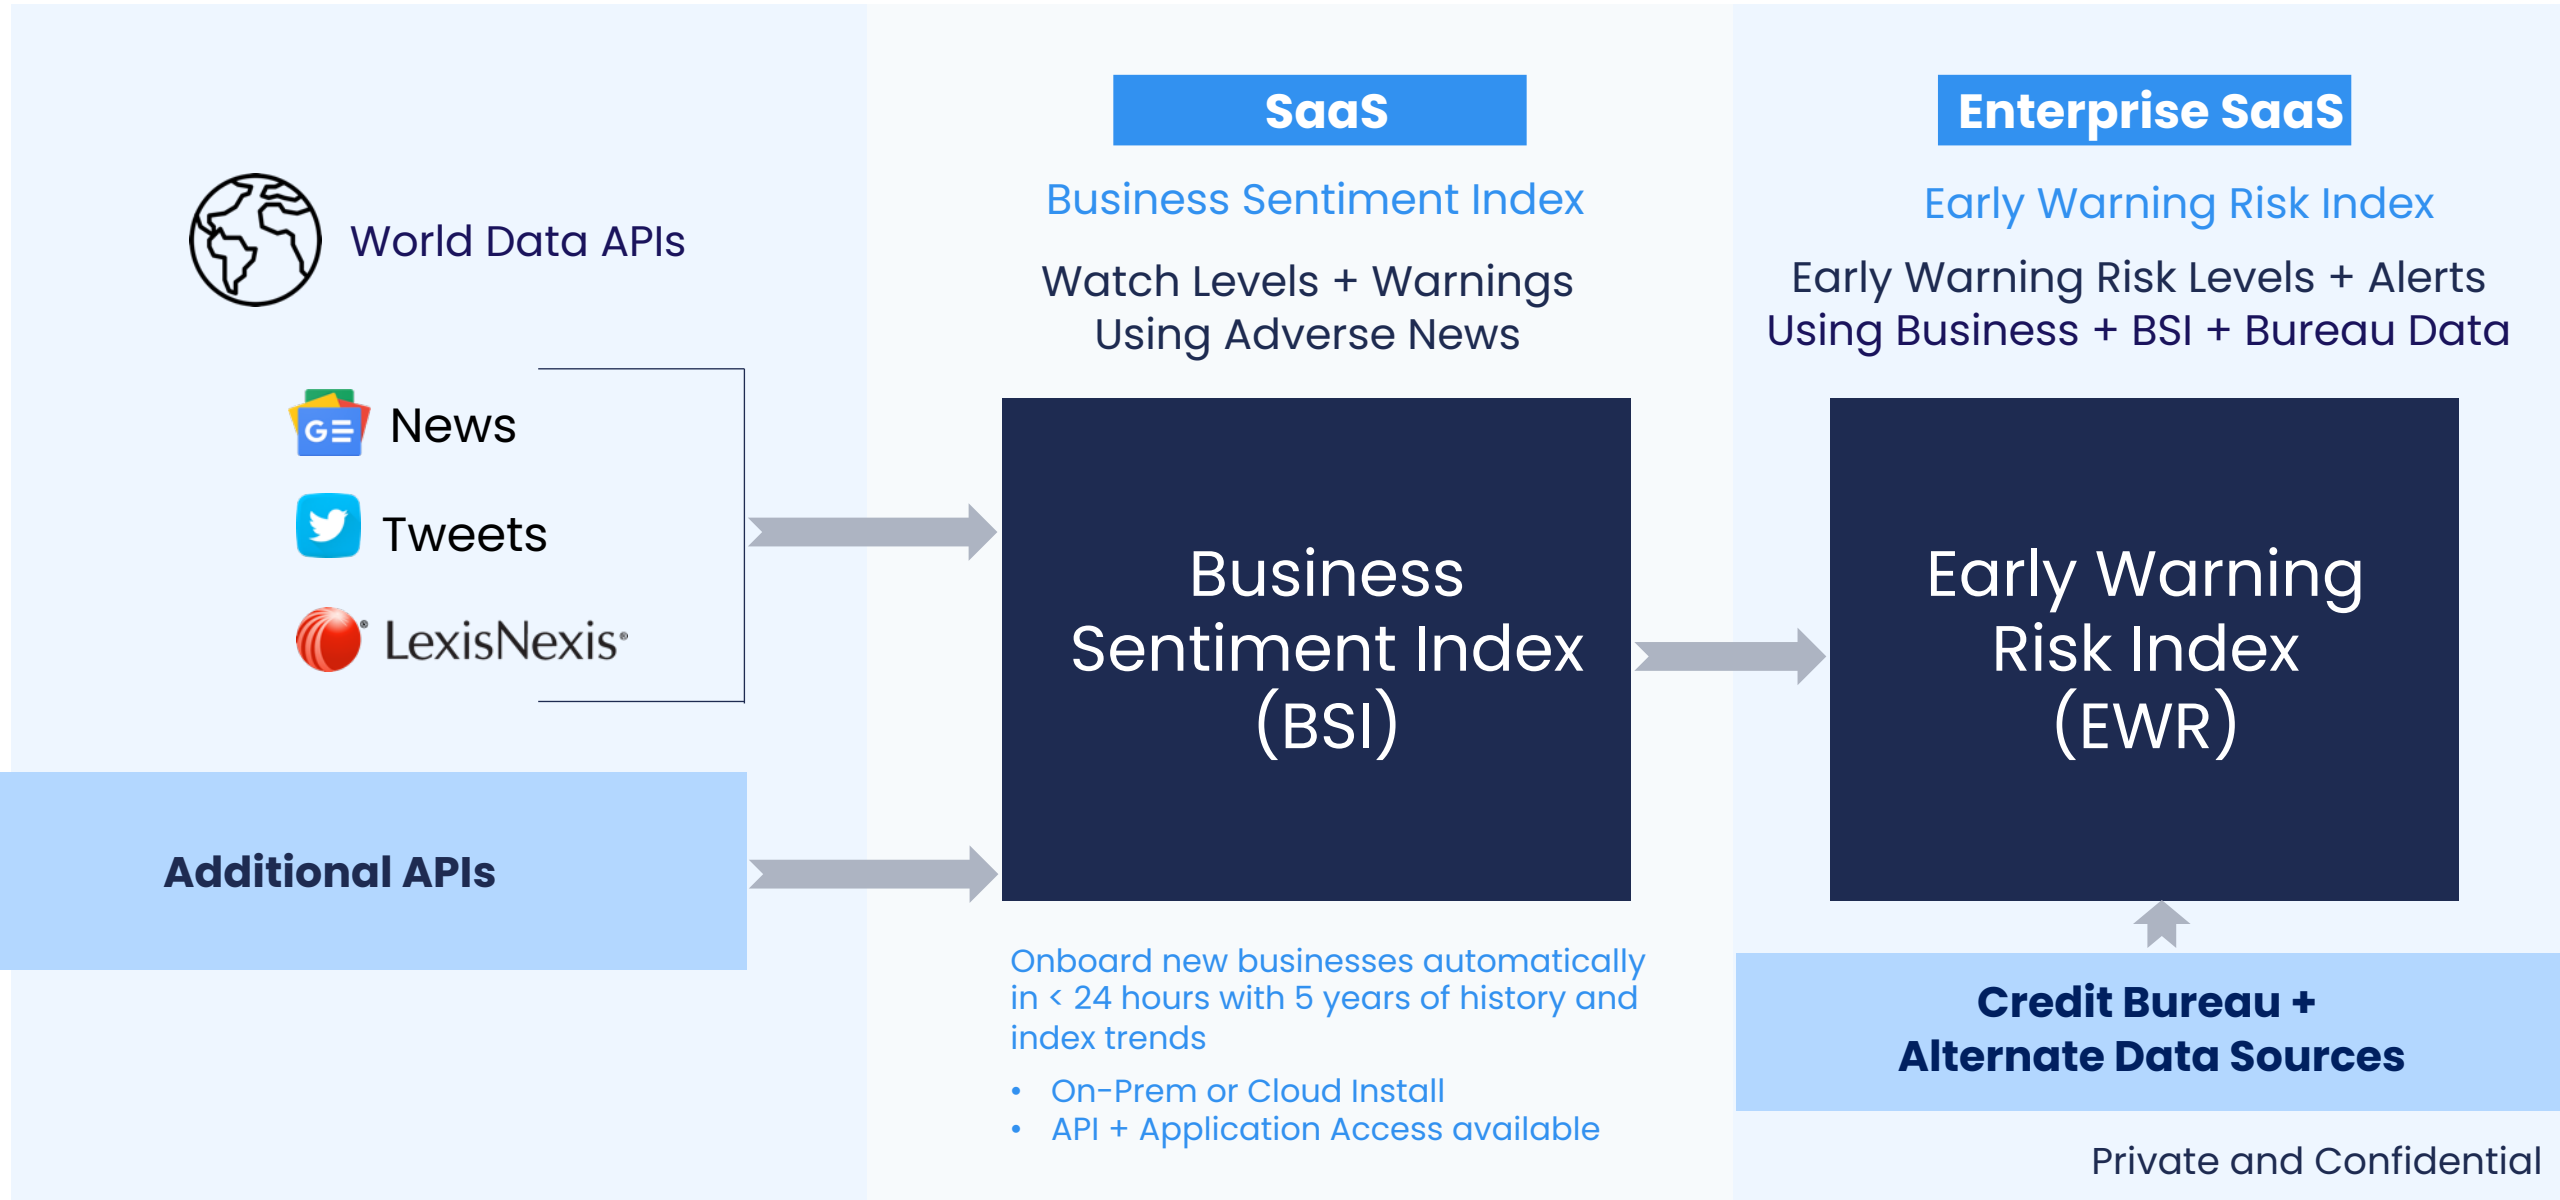 World Data APIs
GE
News
Tweets
LexisNexis®
Additional APIs
SaaS
Business Sentiment Index
Watch Levels + Warnings
Using Adverse News
Business
Sentiment Index
(BSI)
Onboard new businesses automatically
in < 24 hours with 5 years of history and
index trends
• On-Prem or Cloud Install
• API + Application Access available
Enterprise SaaS
Early Warning Risk Index
Early Warning Risk Levels + Alerts
Using Business + BSI + Bureau Data
Early Warning
Risk Index
(EWR)
Credit Bureau +
Alternate Data Sources
Private and Confidential